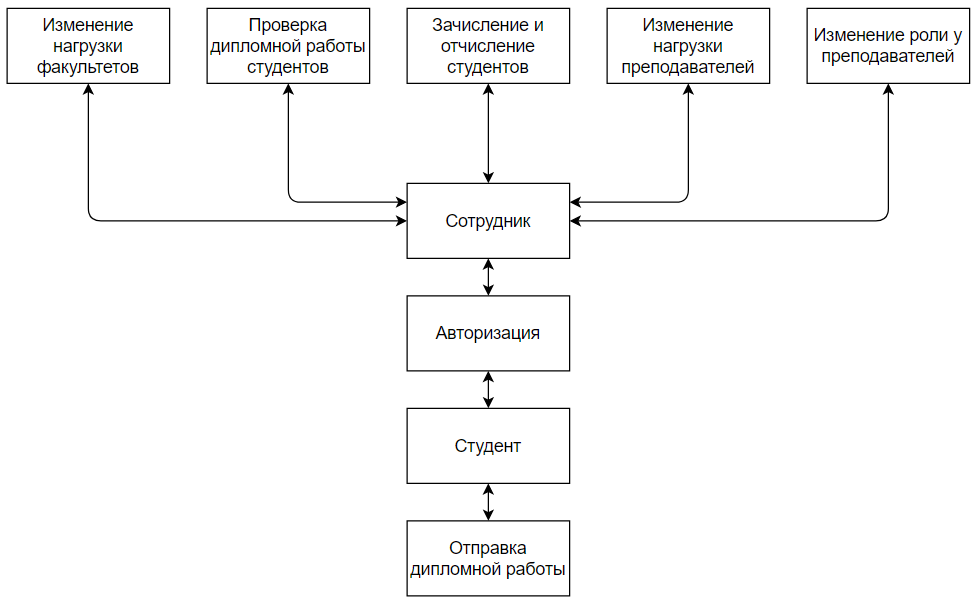 Изменение
нагрузки
факультетов
Проверка
дипломной работы
студентов
Зачисление и
отчисление
студентов
Изменение
нагрузки
преподавателей
Изменение роли у
преподавателей
Сотрудник
Авторизация
Студент
Отправка
дипломной работы